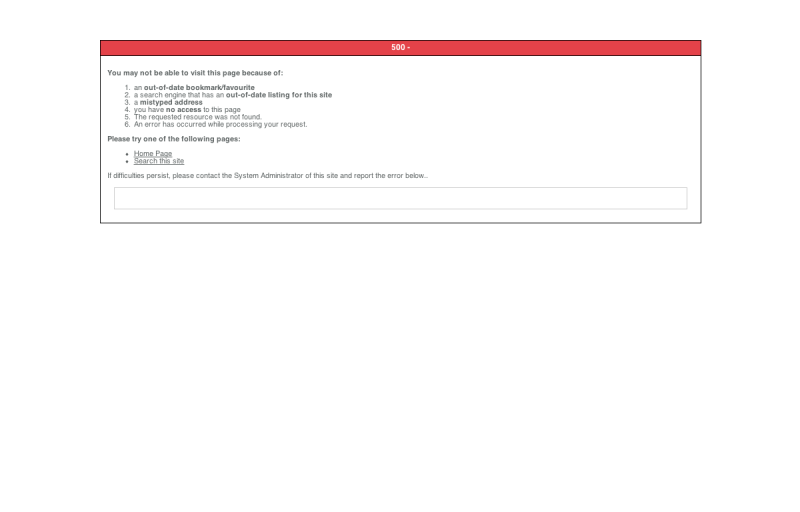 500 -
You may not be able to visit this page because of:
1. an out-of-date bookmark/favourite
2. a search engine that has an out-of-date listing for this site
3. a mistyped address
4. you have no access to this page
5. The requested resource was not found.
6. An error has occurred while processing your request.
Please try one of the following pages:
• Home Page
• Search this site
If difficulties persist, please contact the System Administrator of this site and report the error below..